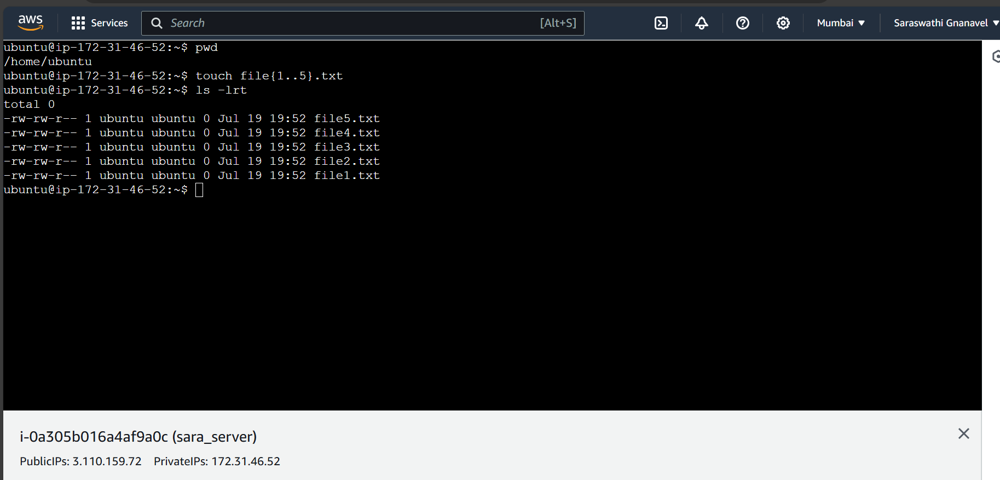 aws Services Search [Alt+S] Mumbai ▼ Saraswathi Gnanavel ▼
ubuntu@ip-172-31-46-52:~$ pwd
/home/ubuntu
ubuntu@ip-172-31-46-52:~$ touch file{1..5}.txt
ubuntu@ip-172-31-46-52:~$ ls -lrt
total 0
-rw-rw-r-- 1 ubuntu ubuntu 0 Jul 19 19:52 file5.txt
-rw-rw-r-- 1 ubuntu ubuntu 0 Jul 19 19:52 file4.txt
-rw-rw-r-- 1 ubuntu ubuntu 0 Jul 19 19:52 file3.txt
-rw-rw-r-- 1 ubuntu ubuntu 0 Jul 19 19:52 file2.txt
-rw-rw-r-- 1 ubuntu ubuntu 0 Jul 19 19:52 file1.txt
ubuntu@ip-172-31-46-52:~$
i-0a305b016a4af9a0c (sara_server)
PublicIPs: 3.110.159.72 PrivateIPs: 172.31.46.52